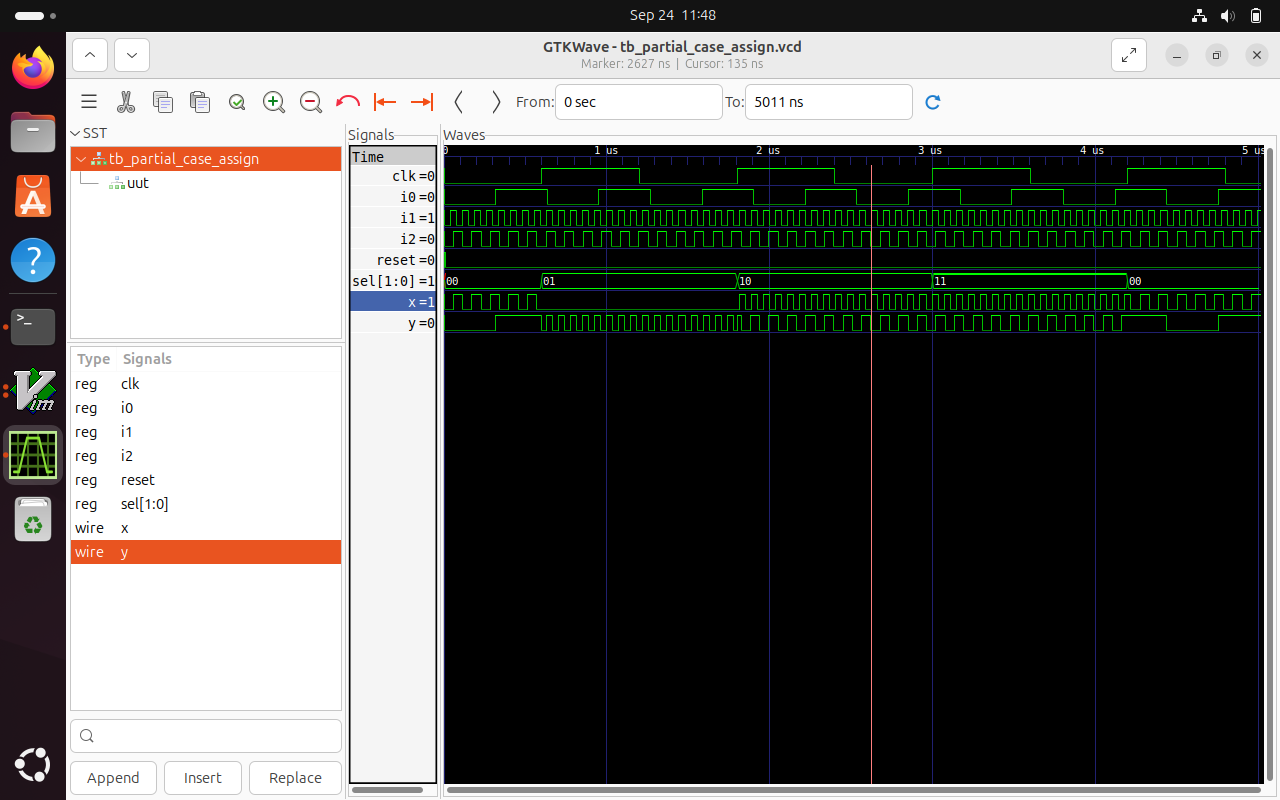 Sep 24 11:48
GTKWave - tb_partial_case_assign.vcd
Marker: 2627 ns | Cursor: 135 ns
From: 0 sec To: 5011 ns
SST
tb_partial_case_assign
uut
Type Signals
reg clk
reg i0
reg i1
reg i2
reg reset
reg sel[1:0]
wire x
wire y
Append Insert Replace
Signals
Time
clk =0
i0 =0
i1 =1
i2 =0
reset =0
sel[1:0] =1
x =1
y =0
Waves
0 1 us 2 us 3 us 4 us 5 us
00 01 10 11 00